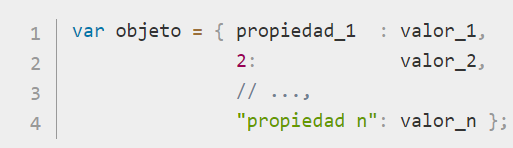 1 var objeto = { propiedad_1  : valor_1,
2                2:            valor_2,
3                // ...,
4                "propiedad n": valor_n };